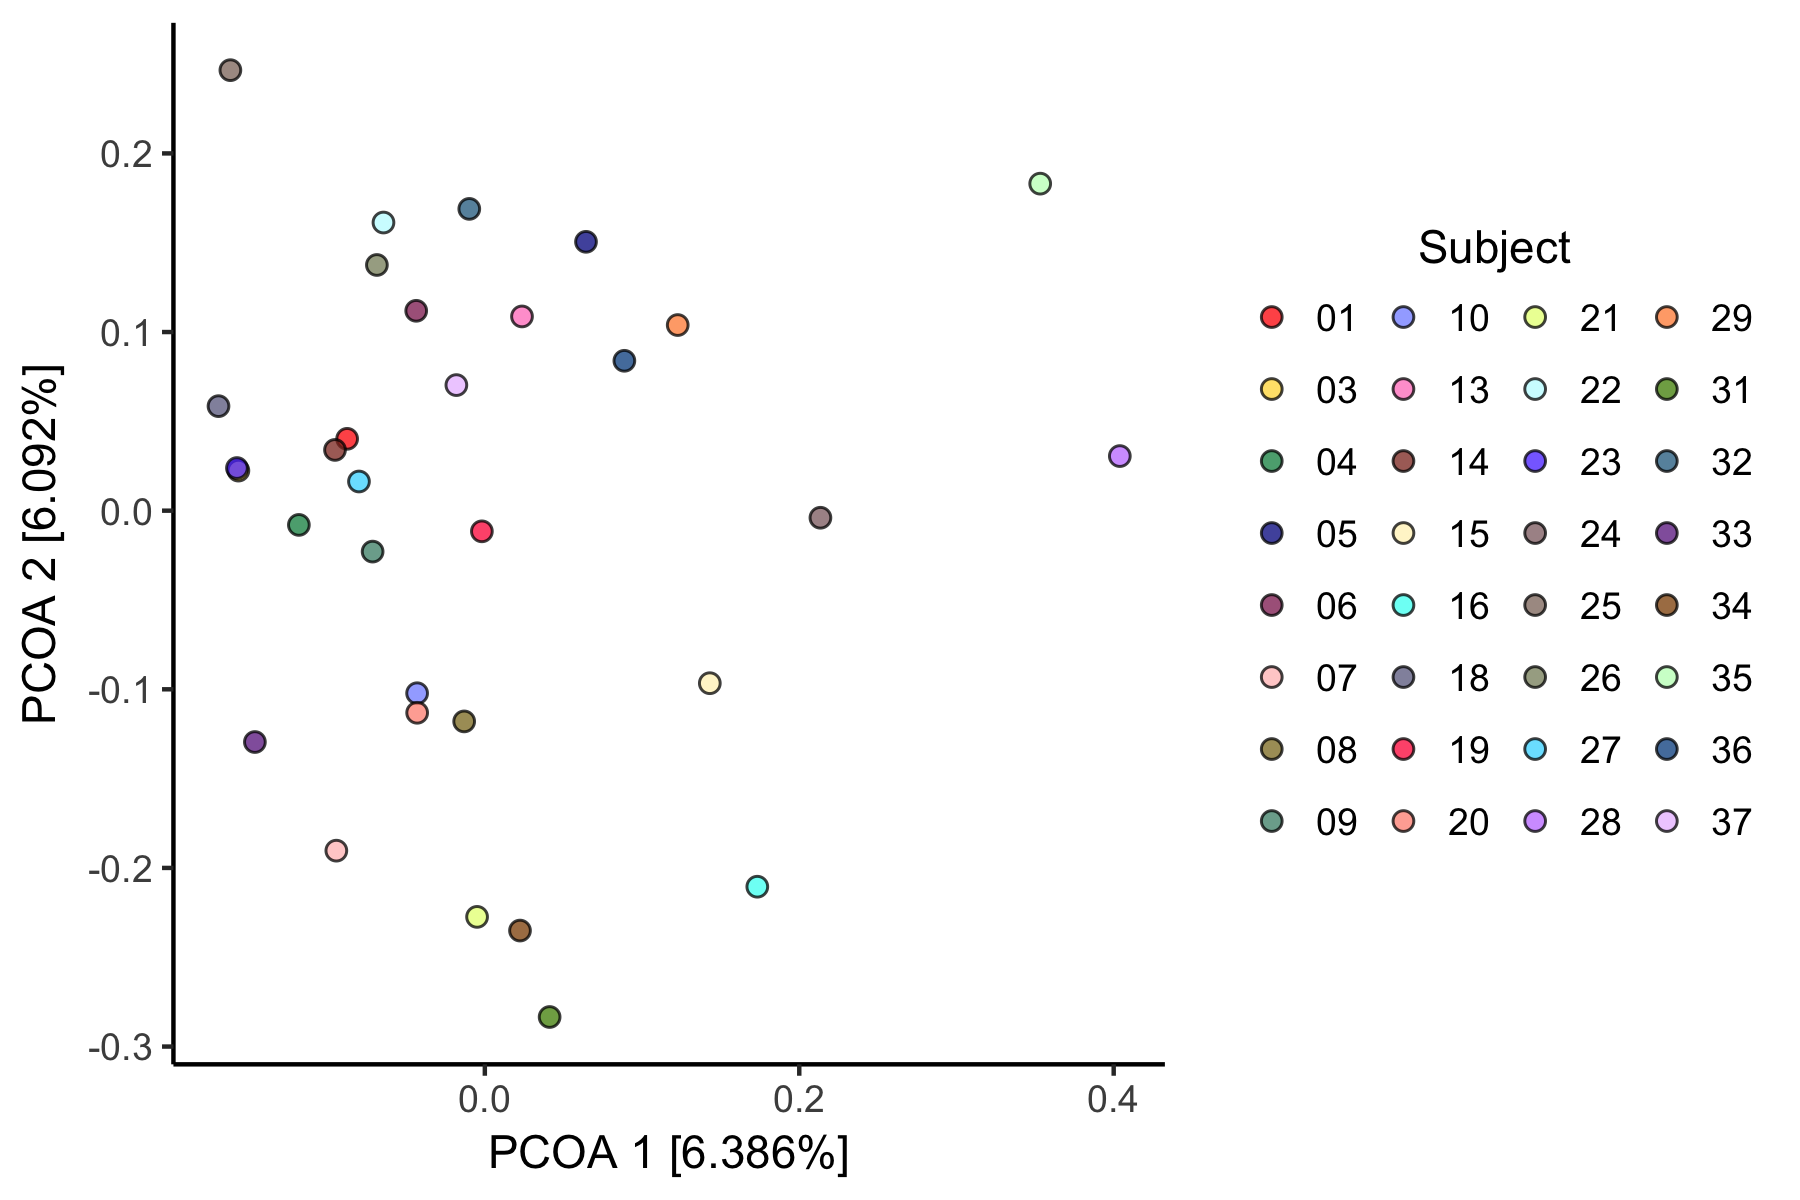 0.2
0.1
0.0
-0.1
-0.2
-0.3
PCOA 2 [6.092%]
0.0 0.2 0.4
PCOA 1 [6.386%]
Subject
01 10 21 29
03 13 22 31
04 14 23 32
05 15 24 33
06 16 25 34
07 18 26 35
08 19 27 36
09 20 28 37